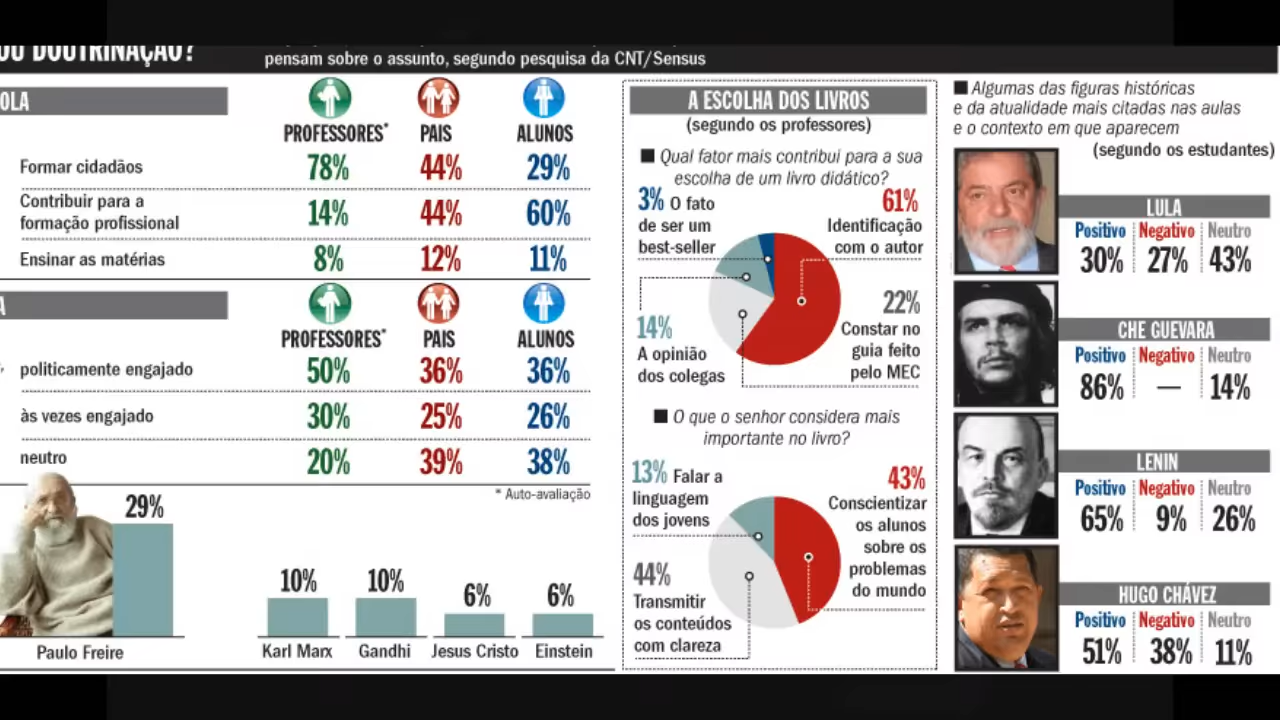 OU DOUTRINAÇÃO?
pensam sobre o assunto, segundo pesquisa da CNT/Sensus
OLA
PROFESSORES* PAIS ALUNOS
Formar cidadãos 78% 44% 29%
Contribuir para a
formação profissional 14% 44% 60%
Ensinar as matérias 8% 12% 11%
A
PROFESSORES* PAIS ALUNOS
politicamente engajado 50% 36% 36%
às vezes engajado 30% 25% 26%
neutro 20% 39% 38%
* Auto-avaliação
29%
10%
10%
6%
6%
Paulo Freire
Karl Marx
Gandhi
Jesus Cristo
Einstein
A ESCOLHA DOS LIVROS
(segundo os professores)
Qual fator mais contribui para a sua
escolha de um livro didático?
3% O fato
de ser um
best-seller
61%
Identificação
com o autor
14%
A opinião
dos colegas
22%
Constar no
guia feito
pelo MEC
O que o senhor considera mais
importante no livro?
13% Falar a
linguagem
dos jovens
43%
Conscientizar
os alunos
sobre os
problemas
do mundo
44%
Transmitir
os conteúdos
com clareza
Algumas das figuras históricas
e da atualidade mais citadas nas aulas
e o contexto em que aparecem
(segundo os estudantes)
LULA
Positivo Negativo Neutro
30% 27% 43%
CHE GUEVARA
Positivo Negativo Neutro
86% — 14%
LENIN
Positivo Negativo Neutro
65% 9% 26%
HUGO CHÁVEZ
Positivo Negativo Neutro
51% 38% 11%